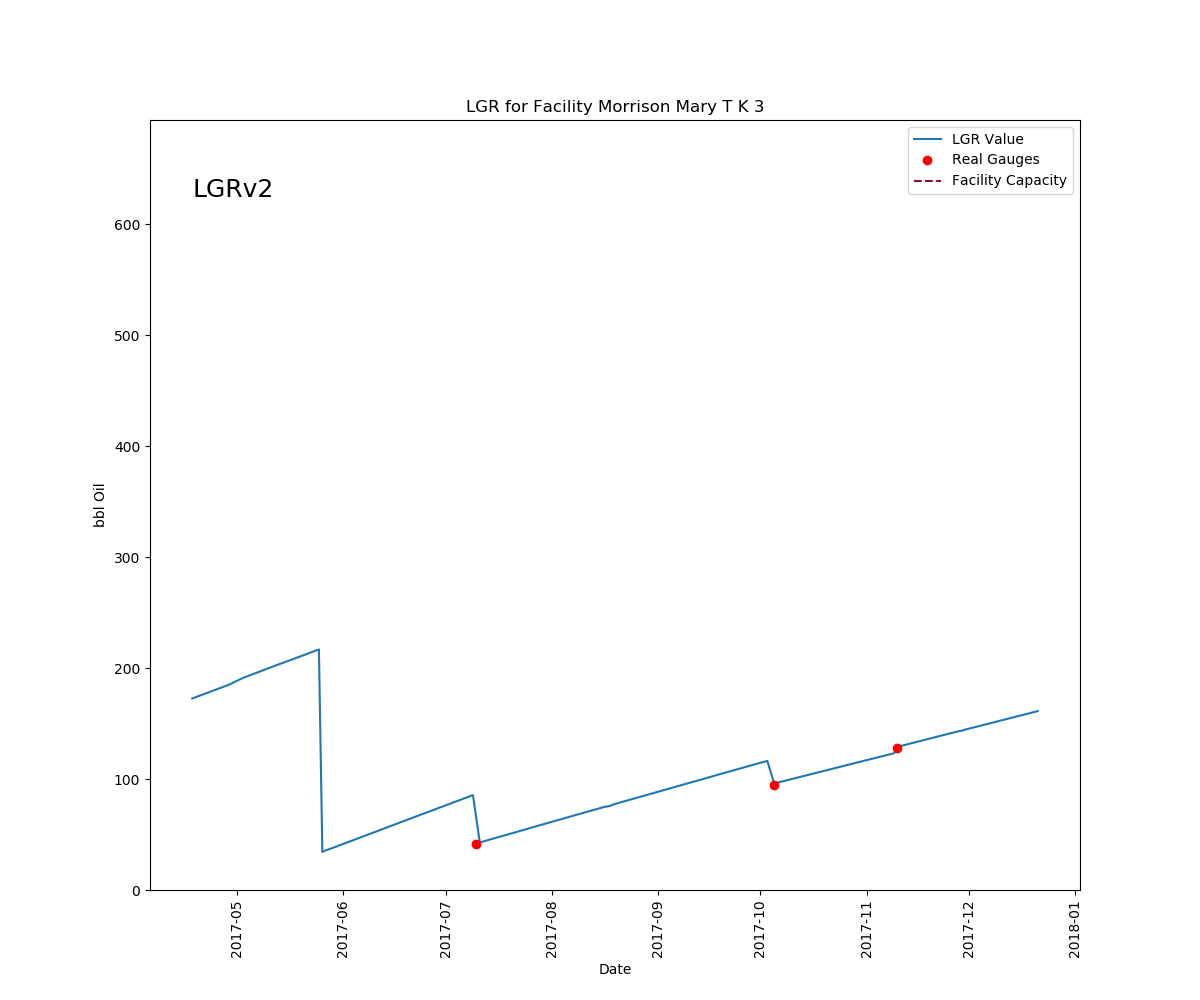 LGR for Facility Morrison Mary T K 3
LGRv2
LGR Value
Real Gauges
Facility Capacity
bbl Oil
600
500
400
300
200
100
0
2017-05
2017-06
2017-07
2017-08
2017-09
2017-10
2017-11
2017-12
2018-01
Date